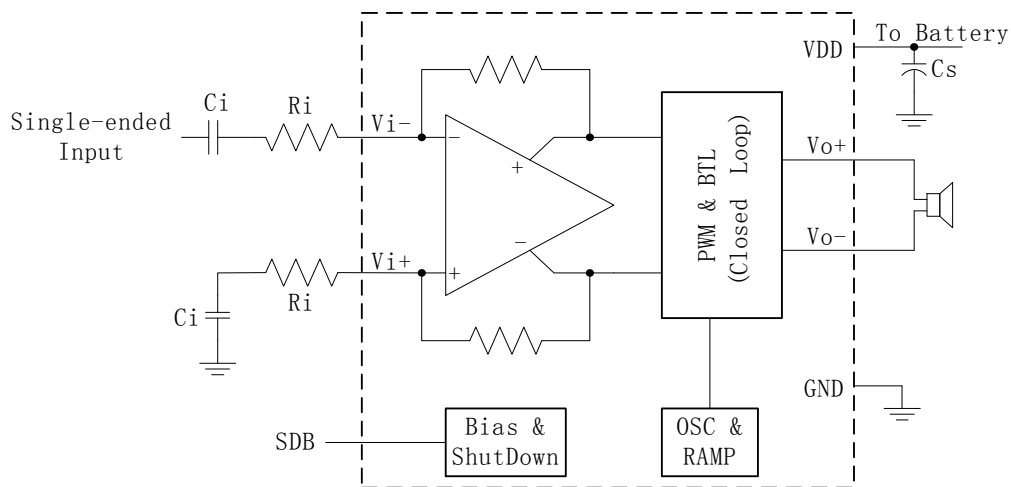 To Battery
VDD
Cs
Ci
Ri
Single-ended
Input
Vi-
-
+
PWM & BTL
(Closed Loop)
Vo+
Vo-
-
Vi+
+
Ri
Ci
GND
SDB
Bias &
ShutDown
OSC &
RAMP